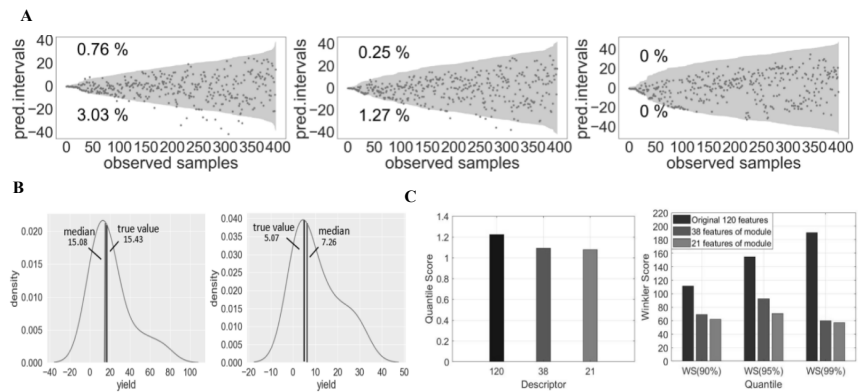 A
pred.intervals
40
20
0
−20
−40
0.76 %
3.03 %
0 50 100 150 200 250 300 350 400
observed samples
pred.intervals
40
20
0
−20
−40
0.25 %
1.27 %
0 50 100 150 200 250 300 350 400
observed samples
pred.intervals
40
20
0
−20
−40
0 %
0 %
0 50 100 150 200 250 300 350 400
observed samples
B
density
0.020
0.015
0.010
0.005
0.000
median
15.08
true value
15.43
−40 −20 0 20 40 60 80 100
yield
density
0.040
0.035
0.030
0.025
0.020
0.015
0.010
0.005
0.000
true value
5.07
median
7.26
−20 −10 0 10 20 30 40 50
yield
C
Quantile Score
1.4
1.2
1
0.8
0.6
0.4
0.2
0
120 38 21
Descriptor
Winkler Score
220
200
180
160
140
120
100
80
60
40
20
0
Original 120 features
38 features of module
21 features of module
WS(90%) WS(95%) WS(99%)
Quantile